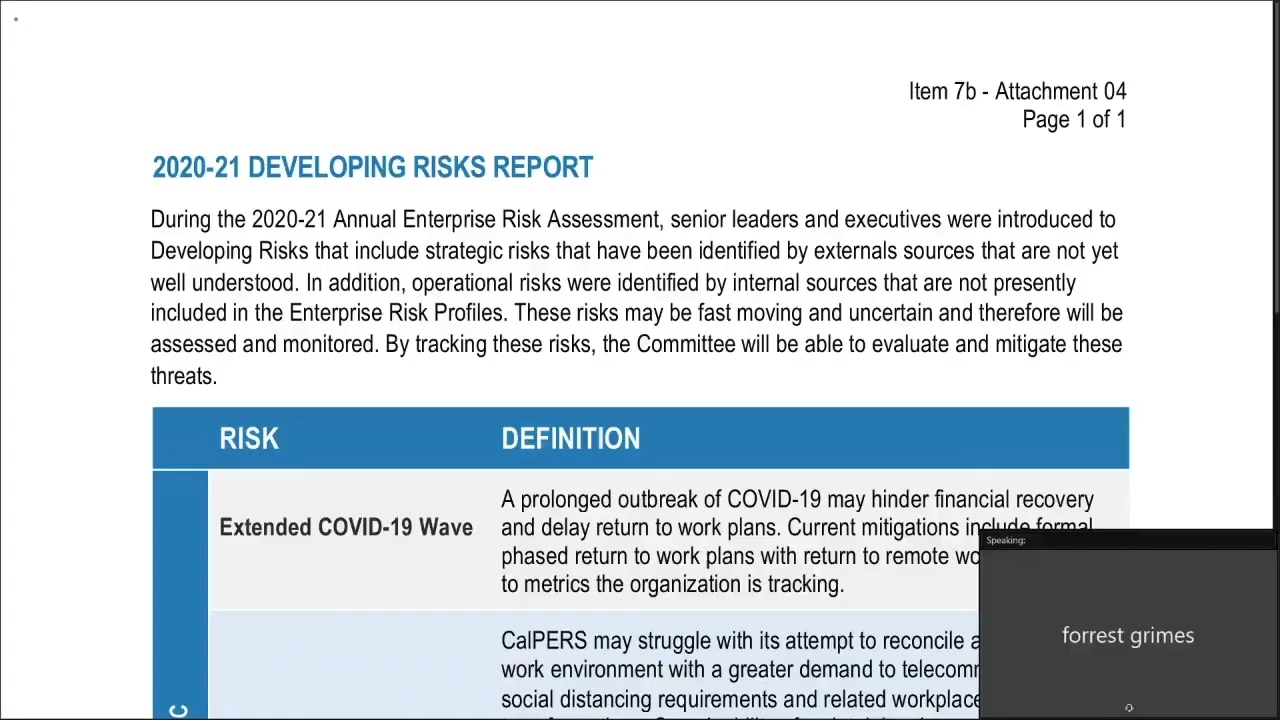 Item 7b - Attachment 04
Page 1 of 1
2020-21 DEVELOPING RISKS REPORT
During the 2020-21 Annual Enterprise Risk Assessment, senior leaders and executives were introduced to
Developing Risks that include strategic risks that have been identified by externals sources that are not yet
well understood. In addition, operational risks were identified by internal sources that are not presently
included in the Enterprise Risk Profiles. These risks may be fast moving and uncertain and therefore will be
assessed and monitored. By tracking these risks, the Committee will be able to evaluate and mitigate these
threats.
RISK DEFINITION
Extended COVID-19 Wave
A prolonged outbreak of COVID-19 may hinder financial recovery
and delay return to work plans. Current mitigations include formal
phased return to work plans with return to remote wo
to metrics the organization is tracking.
CalPERS may struggle with its attempt to reconcile a
work environment with a greater demand to telecomm
social distancing requirements and related workplace
C
Speaking:
forrest grimes